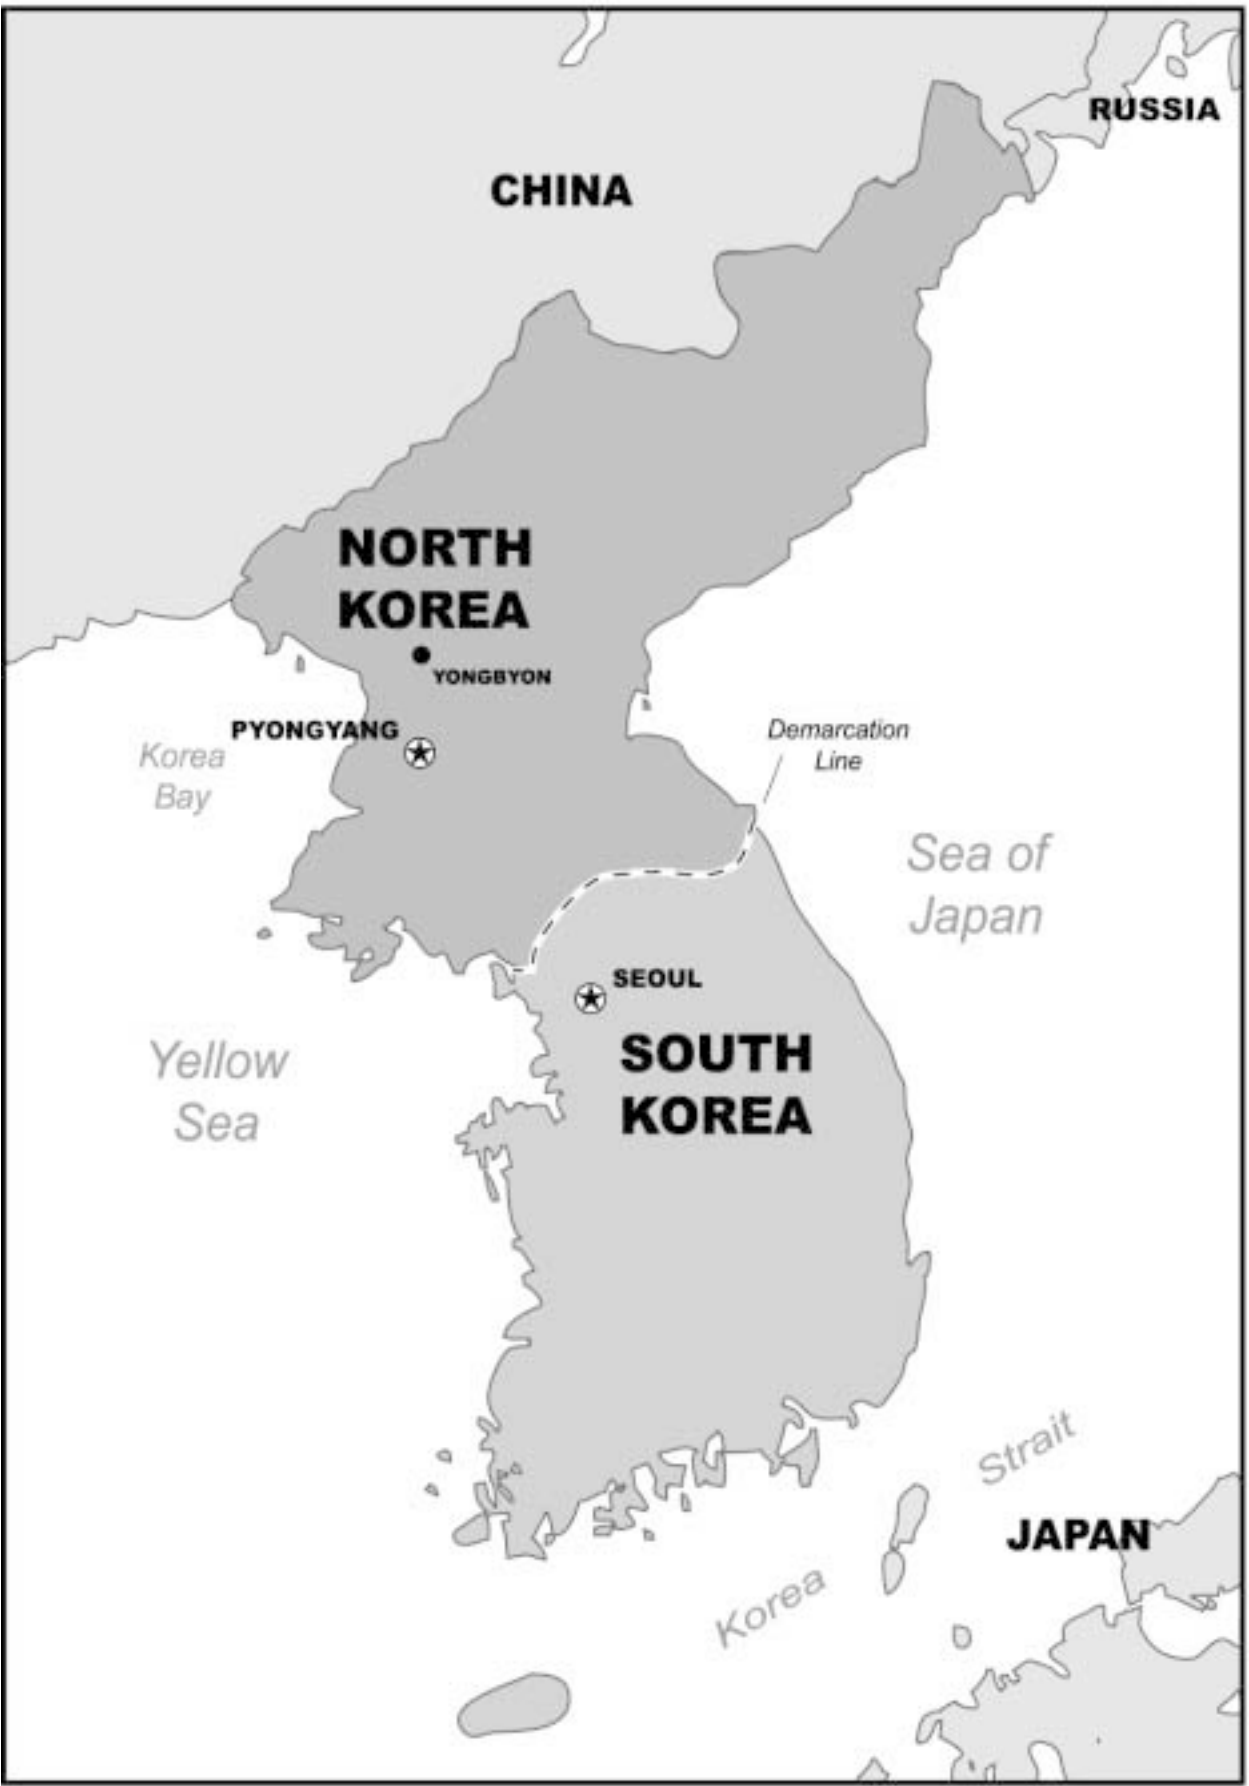 RUSSIA
CHINA
NORTH
KOREA
YONGBYON
PYONGYANG
Korea
Bay
Demarcation
Line
Sea of
Japan
SEOUL
SOUTH
KOREA
Yellow
Sea
Strait
JAPAN
Korea